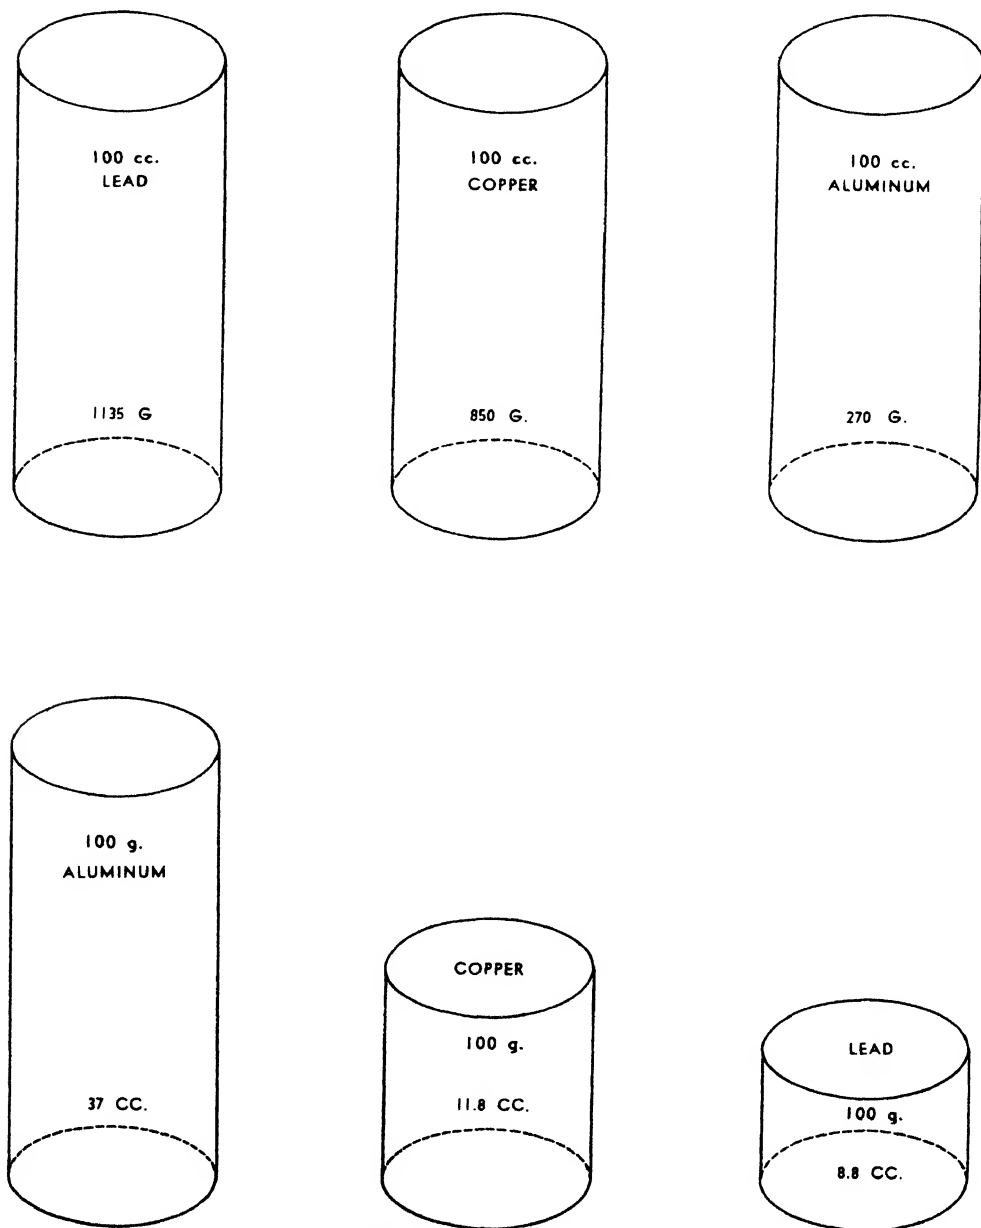 100 cc.
LEAD
1135 G
100 cc.
COPPER
850 G.
100 cc.
ALUMINUM
270 G.
100 g.
ALUMINUM
37 CC.
COPPER
100 g.
11.8 CC.
LEAD
100 g.
8.8 CC.